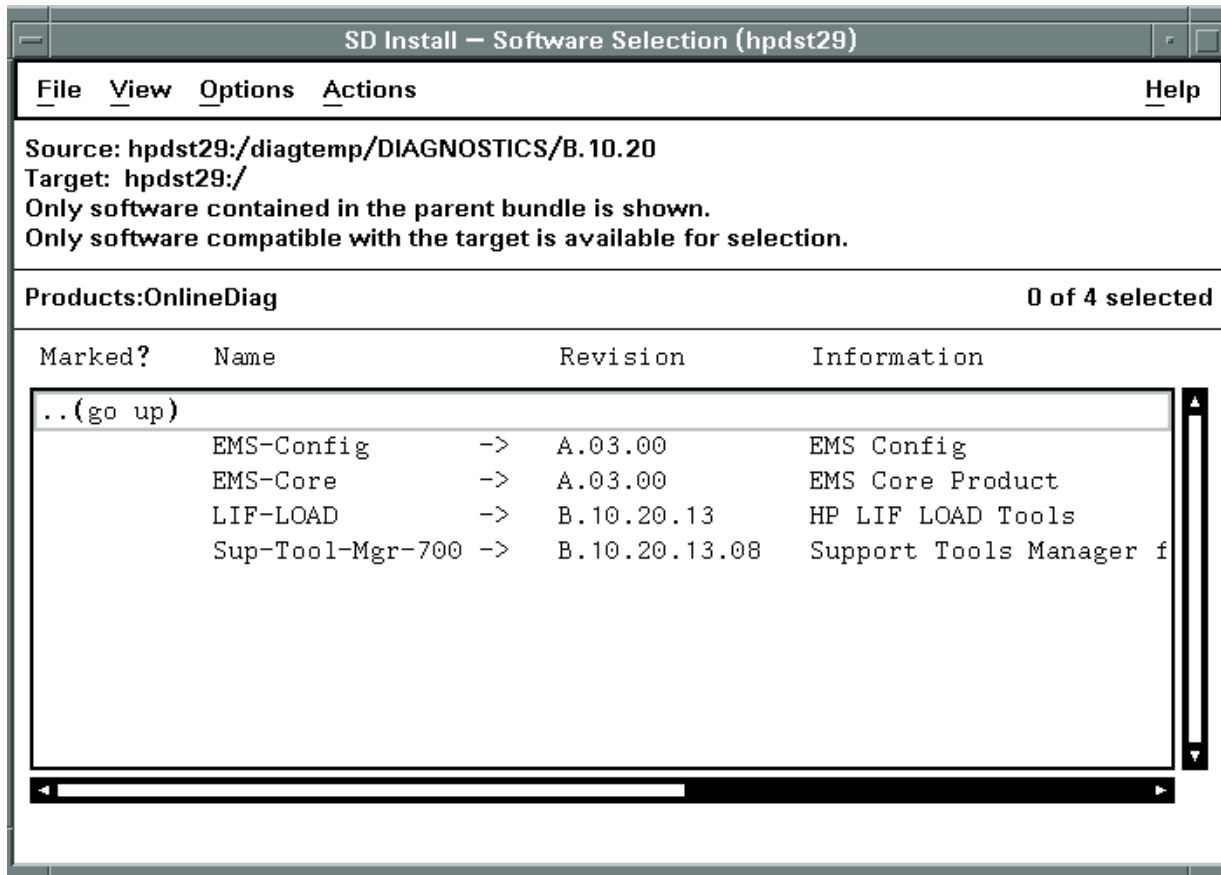 SD Install – Software Selection (hpdst29)
File View Options Actions Help
Source: hpdst29:/diagtemp/DIAGNOSTICS/B.10.20
Target: hpdst29:/
Only software contained in the parent bundle is shown.
Only software compatible with the target is available for selection.
Products:OnlineDiag 0 of 4 selected
Marked? Name Revision Information
..(go up)
EMS-Config -> A.03.00 EMS Config
EMS-Core -> A.03.00 EMS Core Product
LIF-LOAD -> B.10.20.13 HP LIF LOAD Tools
Sup-Tool-Mgr-700 -> B.10.20.13.08 Support Tools Manager f